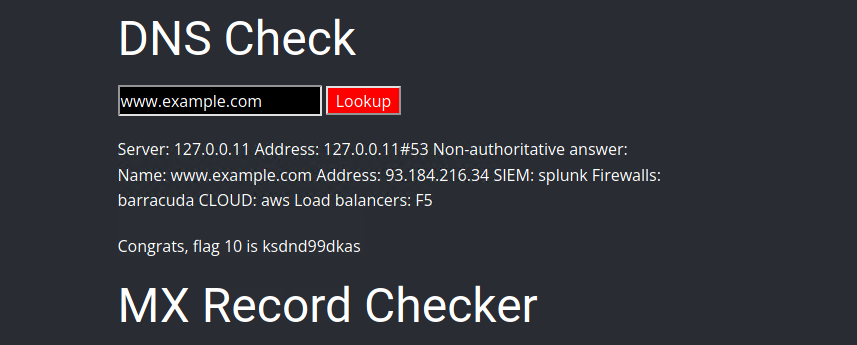 DNS Check
www.example.com Lookup
Server: 127.0.0.11 Address: 127.0.0.11#53 Non-authoritative answer:
Name: www.example.com Address: 93.184.216.34 SIEM: splunk Firewalls:
barracuda CLOUD: aws Load balancers: F5
Congrats, flag 10 is ksdnd99dkas
MX Record Checker